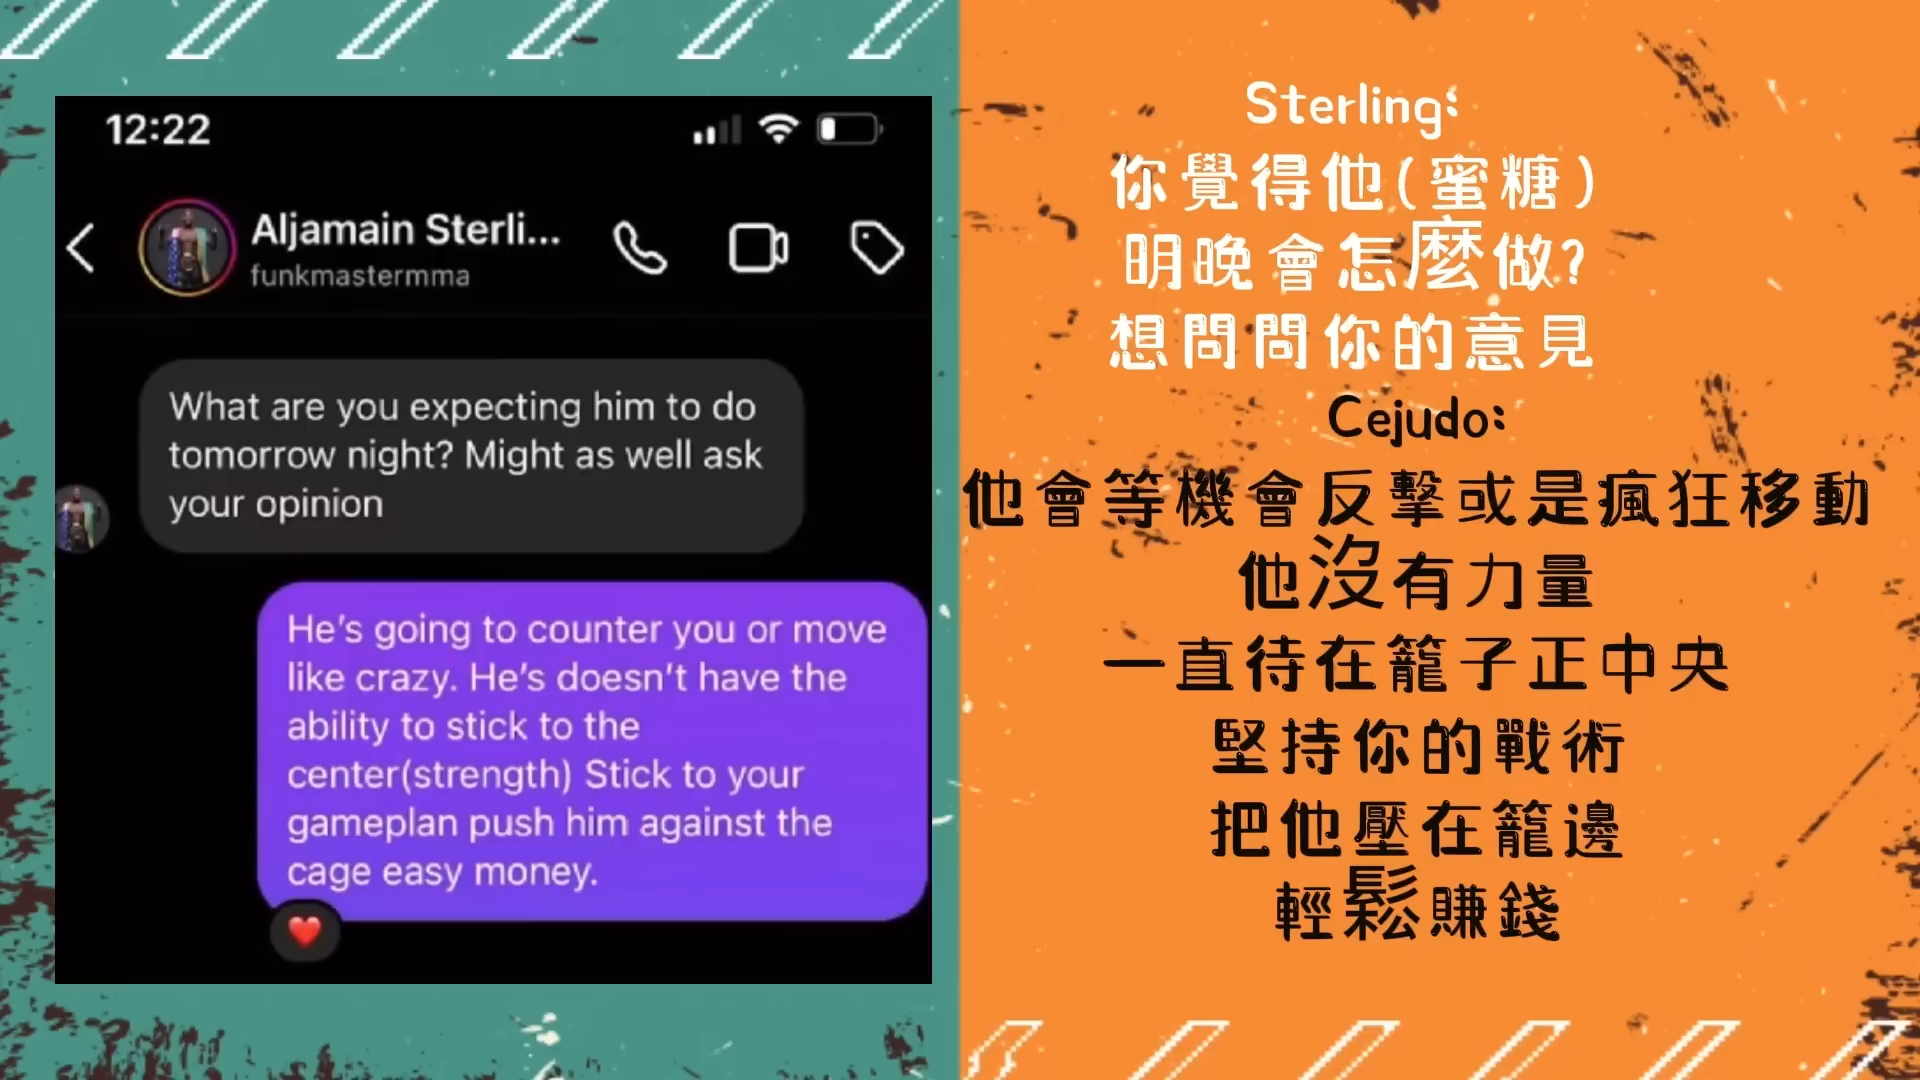 12:22
Aljamain Sterli...
funkmastermma
What are you expecting him to do
tomorrow night? Might as well ask
your opinion
He's going to counter you or move
like crazy. He's doesn't have the
ability to stick to the
center(strength) Stick to your
gameplan push him against the
cage easy money.
Sterling:
你覺得他(蜜糖)
明晚會怎麼做?
想問問你的意見
Cejudo:
他會等機會反擊或是瘋狂移動
他沒有力量
一直待在籠子正中央
堅持你的戰術
把他壓在籠邊
輕鬆賺錢